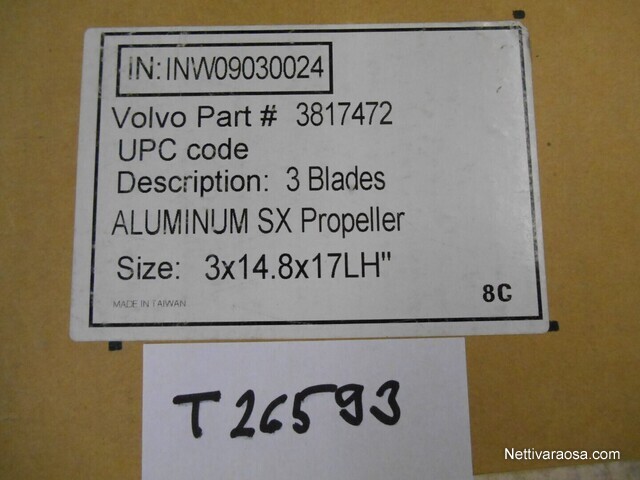 IN: INW09030024
Volvo Part # 3817472
UPC code
Description: 3 Blades
ALUMINUM SX Propeller
Size: 3x14.8x17LH"
MADE IN TAIWAN
8G
T26593
Nettivaraosa.com